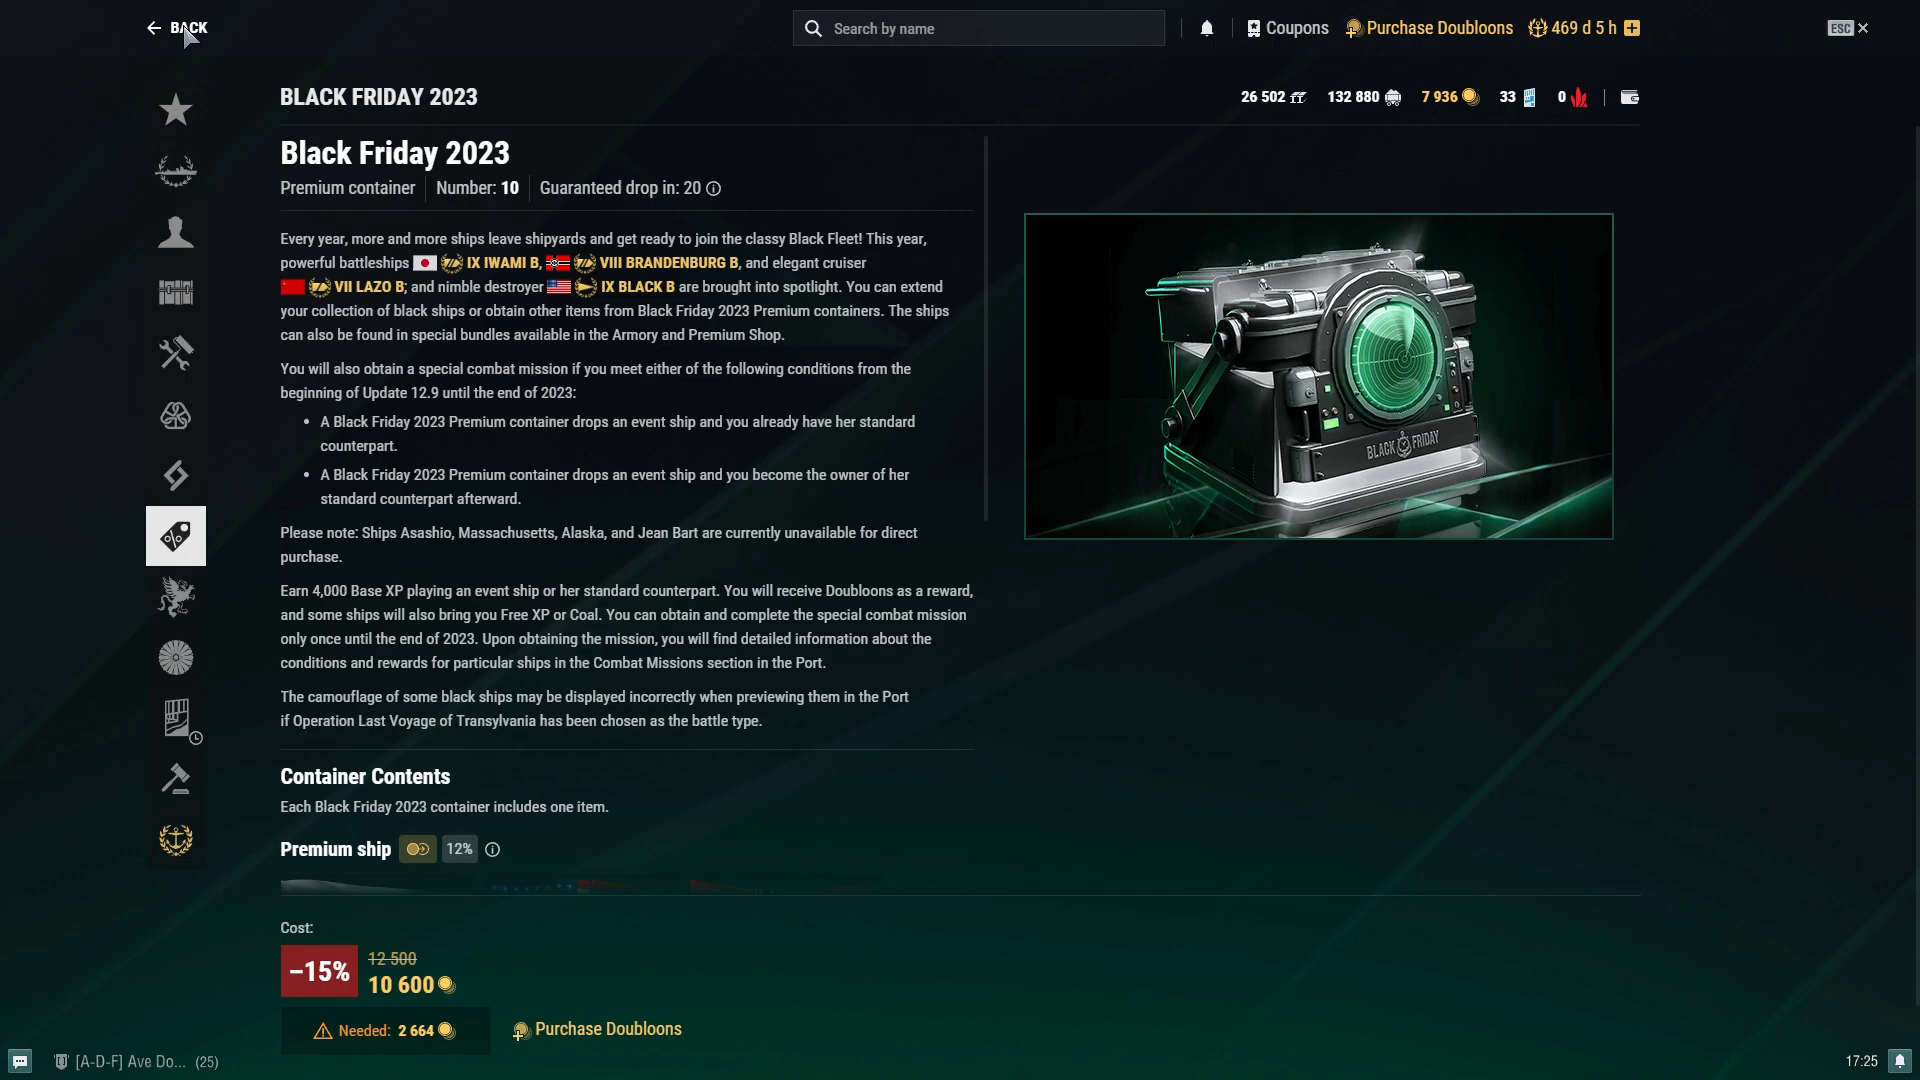 BACK
Search by name
Coupons
Purchase Doubloons
469 d 5 h
ESC
BLACK FRIDAY 2023
26 502
132 880
7 936
33
0
Black Friday 2023
Premium container
Number: 10
Guaranteed drop in: 20
Every year, more and more ships leave shipyards and get ready to join the classy Black Fleet! This year,
powerful battleships IX IWAMI B, VIII BRANDENBURG B, and elegant cruiser
VII LAZO B; and nimble destroyer IX BLACK B are brought into spotlight. You can extend
your collection of black ships or obtain other items from Black Friday 2023 Premium containers. The ships
can also be found in special bundles available in the Armory and Premium Shop.
You will also obtain a special combat mission if you meet either of the following conditions from the
beginning of Update 12.9 until the end of 2023:
• A Black Friday 2023 Premium container drops an event ship and you already have her standard
counterpart.
• A Black Friday 2023 Premium container drops an event ship and you become the owner of her
standard counterpart afterward.
Please note: Ships Asashio, Massachusetts, Alaska, and Jean Bart are currently unavailable for direct
purchase.
Earn 4,000 Base XP playing an event ship or her standard counterpart. You will receive Doubloons as a reward,
and some ships will also bring you Free XP or Coal. You can obtain and complete the special combat mission
only once until the end of 2023. Upon obtaining the mission, you will find detailed information about the
conditions and rewards for particular ships in the Combat Missions section in the Port.
The camouflage of some black ships may be displayed incorrectly when previewing them in the Port
if Operation Last Voyage of Transylvania has been chosen as the battle type.
BLACK FRIDAY
Container Contents
Each Black Friday 2023 container includes one item.
Premium ship
12%
Cost:
−15%
12 500
10 600
Needed: 2 664
Purchase Doubloons
[A-D-F] Ave Do... (25)
17:25